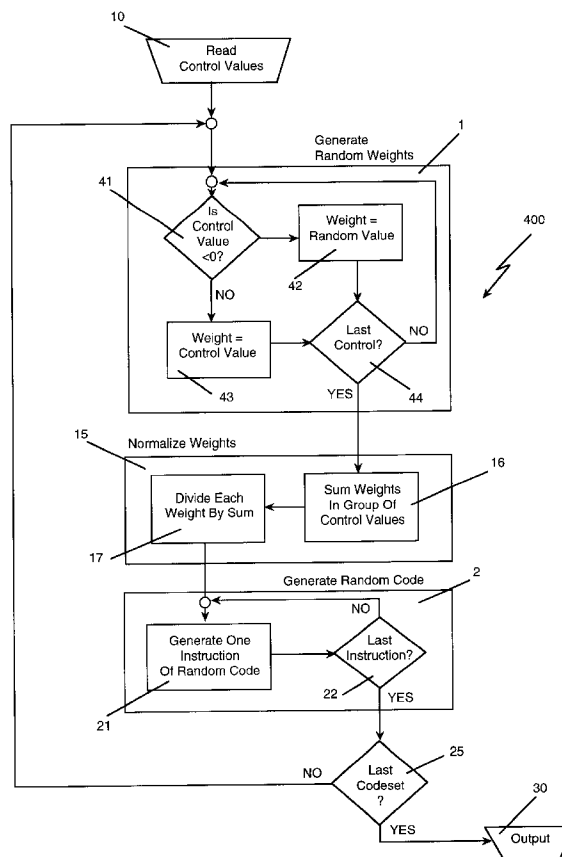 10
Read
Control Values
1
Generate
Random Weights
41
Is
Control
Value
<0?
Weight =
Random Value
400
42
NO
Weight =
Control Value
Last
Control?
NO
43
YES
44
15
Normalize Weights
16
Divide Each
Weight By Sum
Sum Weights
In Group Of
Control Values
17
Generate Random Code
2
NO
Generate One
Instruction
Of Random Code
Last
Instruction?
21
22
YES
25
NO
Last
Codeset
?
30
YES
Output